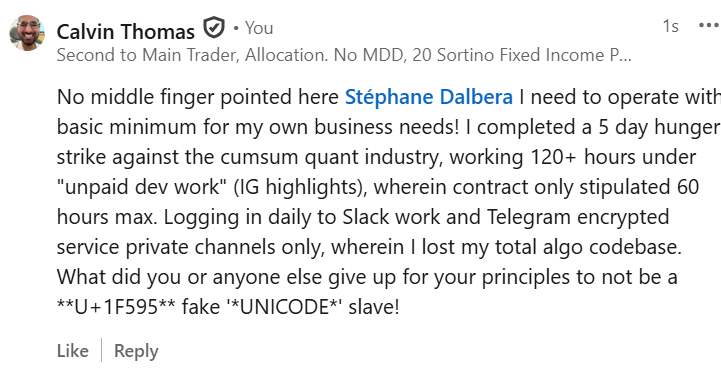 Calvin Thomas • You 1s
Second to Main Trader, Allocation. No MDD, 20 Sortino Fixed Income P...
No middle finger pointed here Stéphane Dalbera I need to operate with
basic minimum for my own business needs! I completed a 5 day hunger
strike against the cumsum quant industry, working 120+ hours under
"unpaid dev work" (IG highlights), wherein contract only stipulated 60
hours max. Logging in daily to Slack work and Telegram encrypted
service private channels only, wherein I lost my total algo codebase.
What did you or anyone else give up for your principles to not be a
**U+1F595** fake '*UNICODE*' slave!
Like Reply